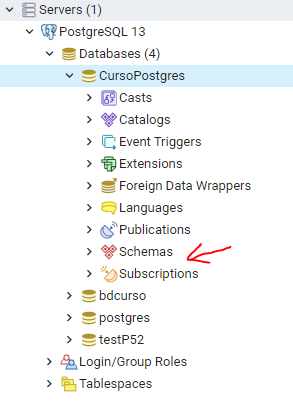 Servers (1)
PostgreSQL 13
Databases (4)
CursoPostgres
Casts
Catalogs
Event Triggers
Extensions
Foreign Data Wrappers
Languages
Publications
Schemas
Subscriptions
bdcurso
postgres
testP52
Login/Group Roles
Tablespaces